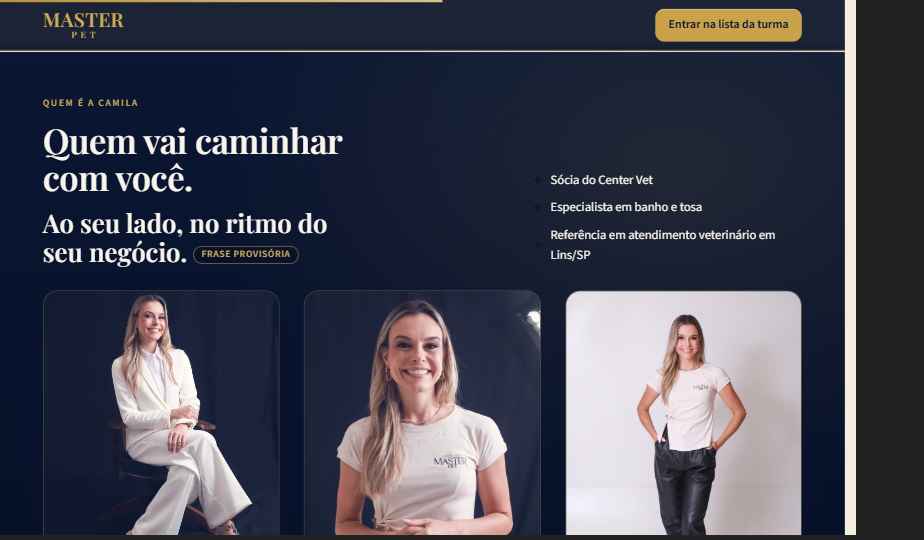 MASTER
PET
Entrar na lista da turma
QUEM É A CAMILA
Quem vai caminhar
com você.
Ao seu lado, no ritmo do
seu negócio. FRASE PROVISÓRIA
Sócia do Center Vet
Especialista em banho e tosa
Referência em atendimento veterinário em
Lins/SP
MASTER
PET